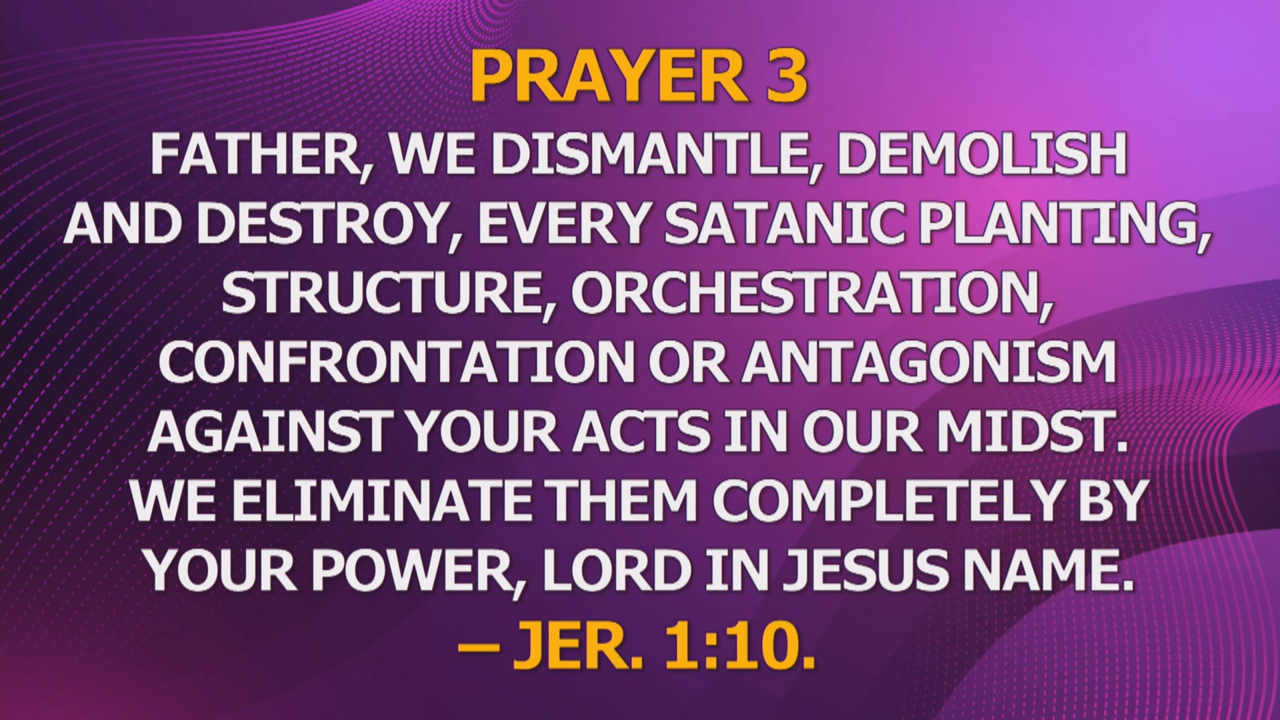 PRAYER 3
FATHER, WE DISMANTLE, DEMOLISH
AND DESTROY, EVERY SATANIC PLANTING,
STRUCTURE, ORCHESTRATION,
CONFRONTATION OR ANTAGONISM
AGAINST YOUR ACTS IN OUR MIDST.
WE ELIMINATE THEM COMPLETELY BY
YOUR POWER, LORD IN JESUS NAME.
– JER. 1:10.